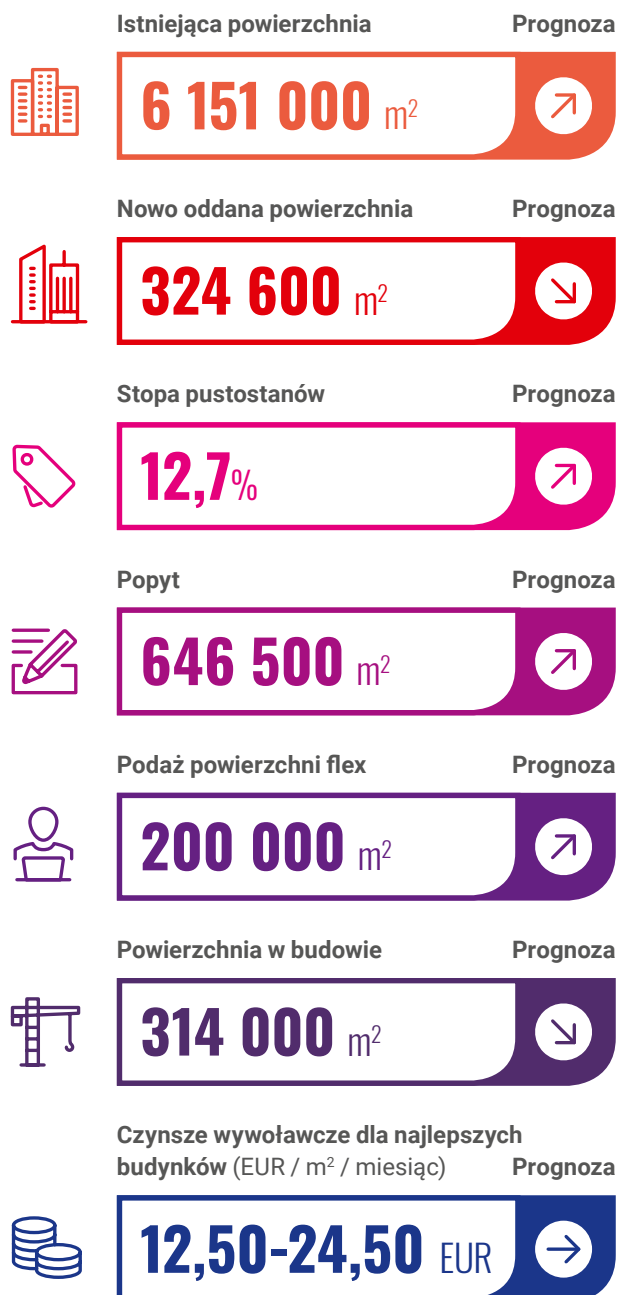 Istniejąca powierzchnia Prognoza
6 151 000 m²
Nowo oddana powierzchnia Prognoza
324 600 m²
Stopa pustostanów Prognoza
12,7%
Popyt Prognoza
646 500 m²
Podaż powierzchni flex Prognoza
200 000 m²
Powierzchnia w budowie Prognoza
314 000 m²
Czynsze wywoławcze dla najlepszych
budynków (EUR / m² / miesiąc) Prognoza
12,50-24,50 EUR